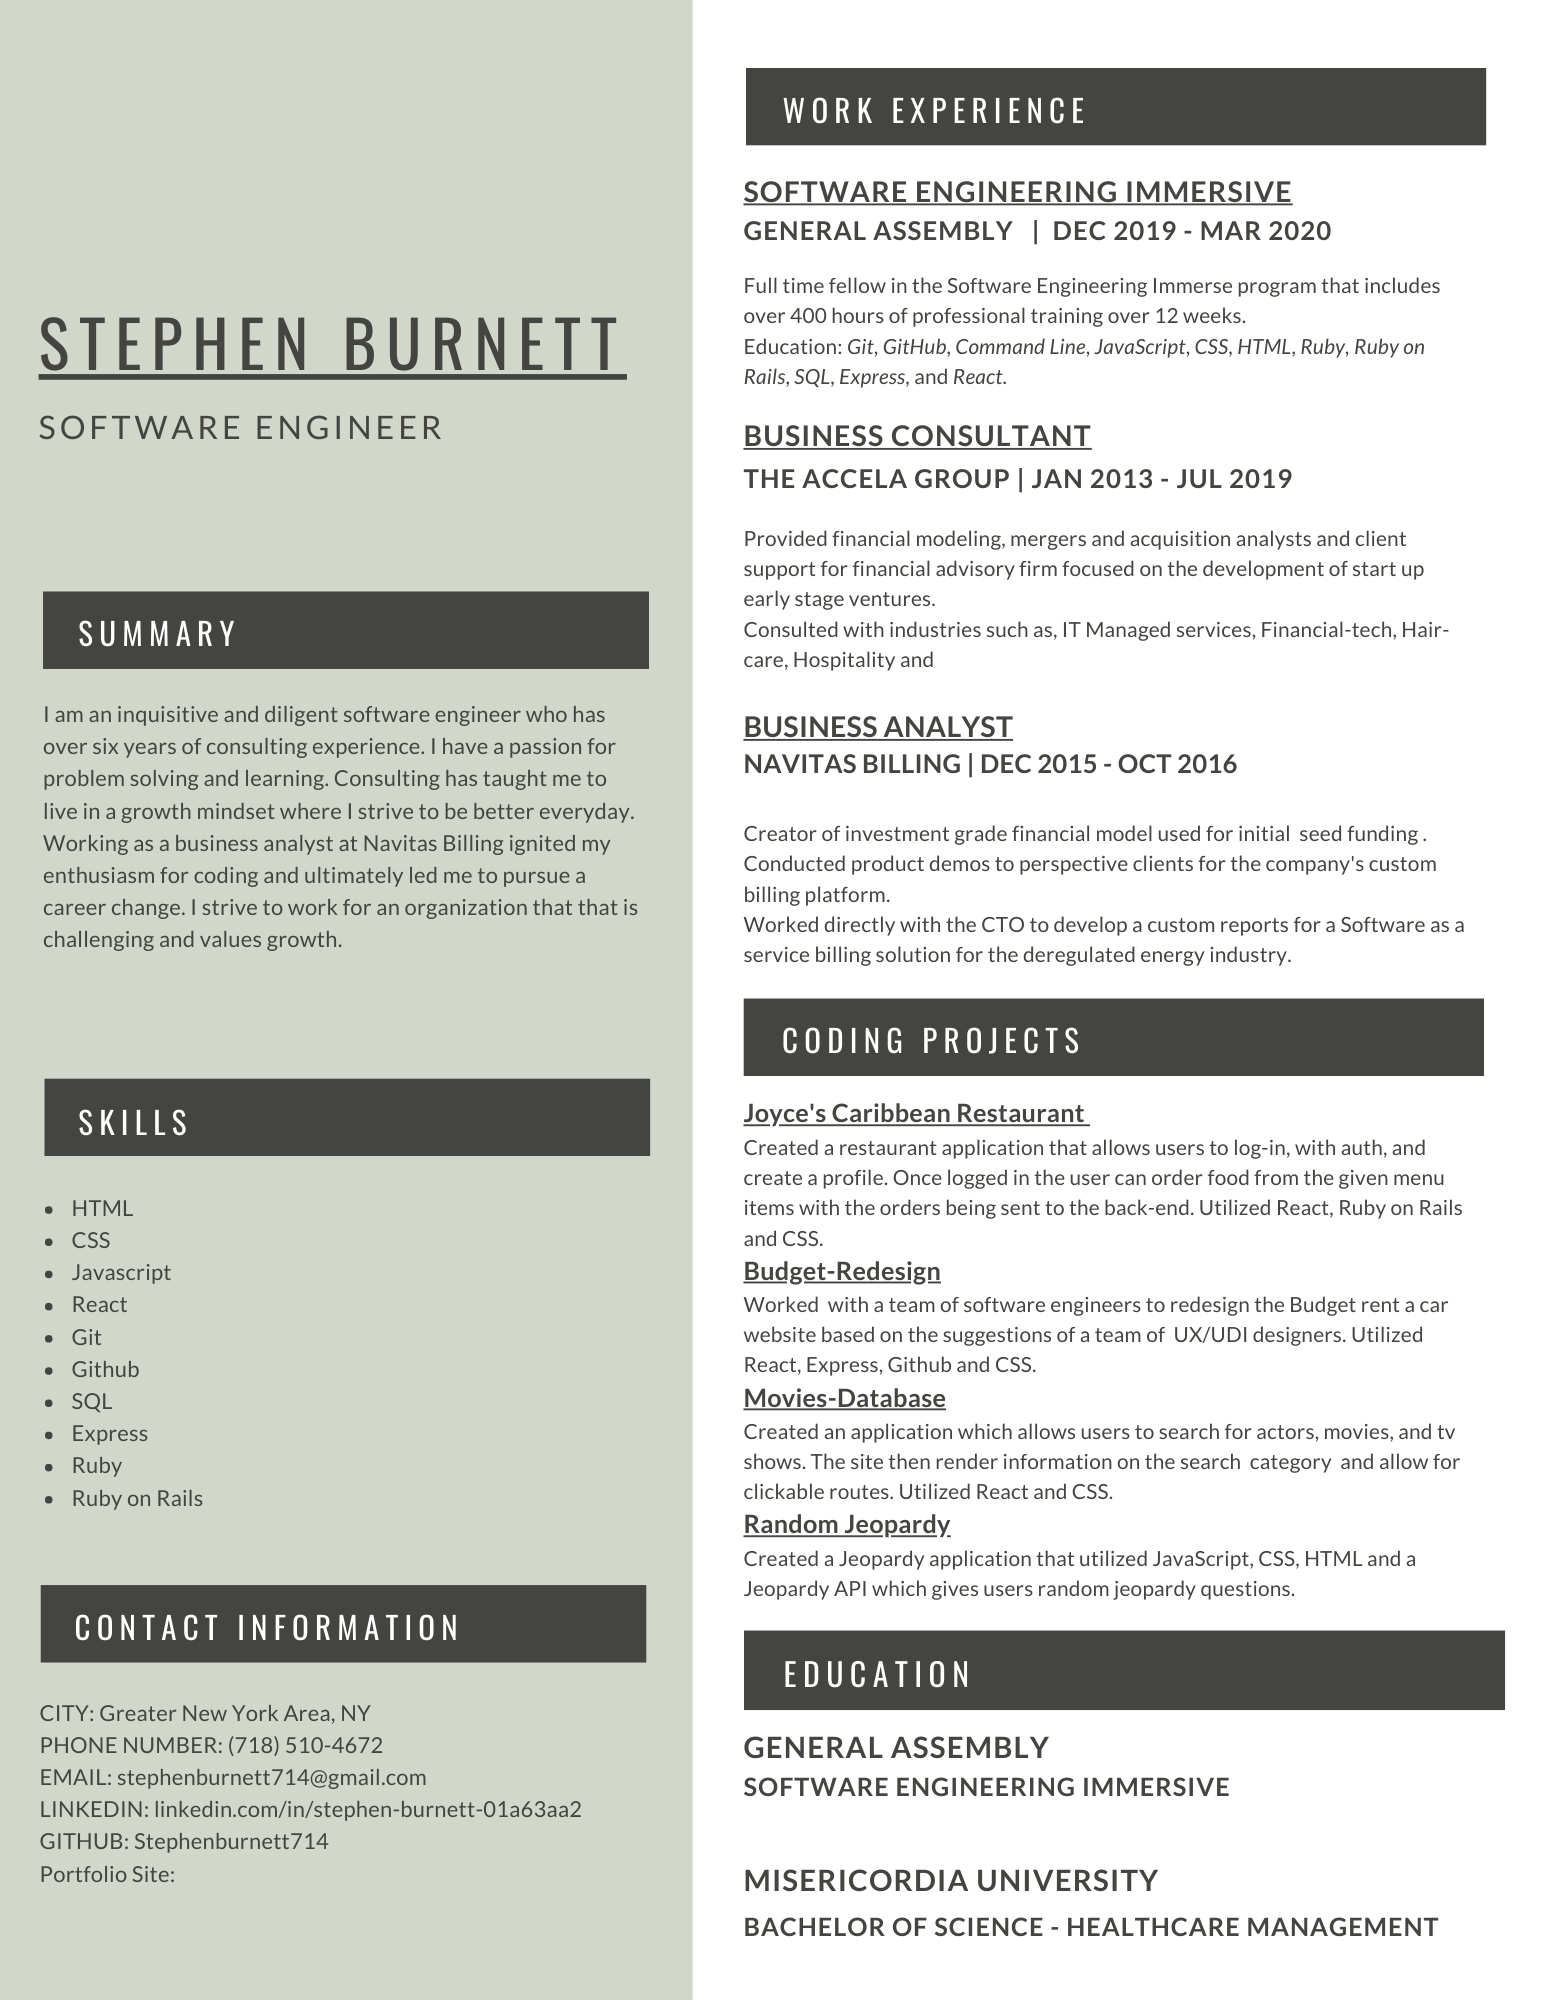 STEPHEN BURNETT
SOFTWARE ENGINEER
SUMMARY
I am an inquisitive and diligent software engineer who has
over six years of consulting experience. I have a passion for
problem solving and learning. Consulting has taught me to
live in a growth mindset where I strive to be better everyday.
Working as a business analyst at Navitas Billing ignited my
enthusiasm for coding and ultimately led me to pursue a
career change. I strive to work for an organization that that is
challenging and values growth.
SKILLS
• HTML
• CSS
• Javascript
• React
• Git
• Github
• SQL
• Express
• Ruby
• Ruby on Rails
CONTACT INFORMATION
CITY: Greater New York Area, NY
PHONE NUMBER: (718) 510-4672
EMAIL: stephenburnett714@gmail.com
LINKEDIN: linkedin.com/in/stephen-burnett-01a63aa2
GITHUB: Stephenburnett714
Portfolio Site:
WORK EXPERIENCE
SOFTWARE ENGINEERING IMMERSIVE
GENERAL ASSEMBLY | DEC 2019 - MAR 2020
Full time fellow in the Software Engineering Immerse program that includes
over 400 hours of professional training over 12 weeks.
Education: Git, GitHub, Command Line, JavaScript, CSS, HTML, Ruby, Ruby on
Rails, SQL, Express, and React.
BUSINESS CONSULTANT
THE ACCELA GROUP | JAN 2013 - JUL 2019
Provided financial modeling, mergers and acquisition analysts and client
support for financial advisory firm focused on the development of start up
early stage ventures.
Consulted with industries such as, IT Managed services, Financial-tech, Hair-
care, Hospitality and
BUSINESS ANALYST
NAVITAS BILLING | DEC 2015 - OCT 2016
Creator of investment grade financial model used for initial seed funding .
Conducted product demos to perspective clients for the company's custom
billing platform.
Worked directly with the CTO to develop a custom reports for a Software as a
service billing solution for the deregulated energy industry.
CODING PROJECTS
Joyce's Caribbean Restaurant
Created a restaurant application that allows users to log-in, with auth, and
create a profile. Once logged in the user can order food from the given menu
items with the orders being sent to the back-end. Utilized React, Ruby on Rails
and CSS.
Budget-Redesign
Worked with a team of software engineers to redesign the Budget rent a car
website based on the suggestions of a team of UX/UDI designers. Utilized
React, Express, Github and CSS.
Movies-Database
Created an application which allows users to search for actors, movies, and tv
shows. The site then render information on the search category and allow for
clickable routes. Utilized React and CSS.
Random Jeopardy
Created a Jeopardy application that utilized JavaScript, CSS, HTML and a
Jeopardy API which gives users random jeopardy questions.
EDUCATION
GENERAL ASSEMBLY
SOFTWARE ENGINEERING IMMERSIVE
MISERICORDIA UNIVERSITY
BACHELOR OF SCIENCE - HEALTHCARE MANAGEMENT